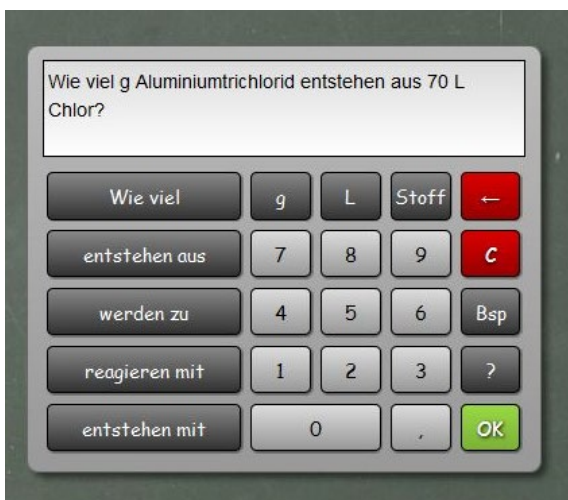 Wie viel g Aluminiumtrichlorid entstehen aus 70 L
Chlor?
Wie viel g L Stoff ←
entstehen aus 7 8 9 C
werden zu 4 5 6 Bsp
reagieren mit 1 2 3 ?
entstehen mit 0 , OK